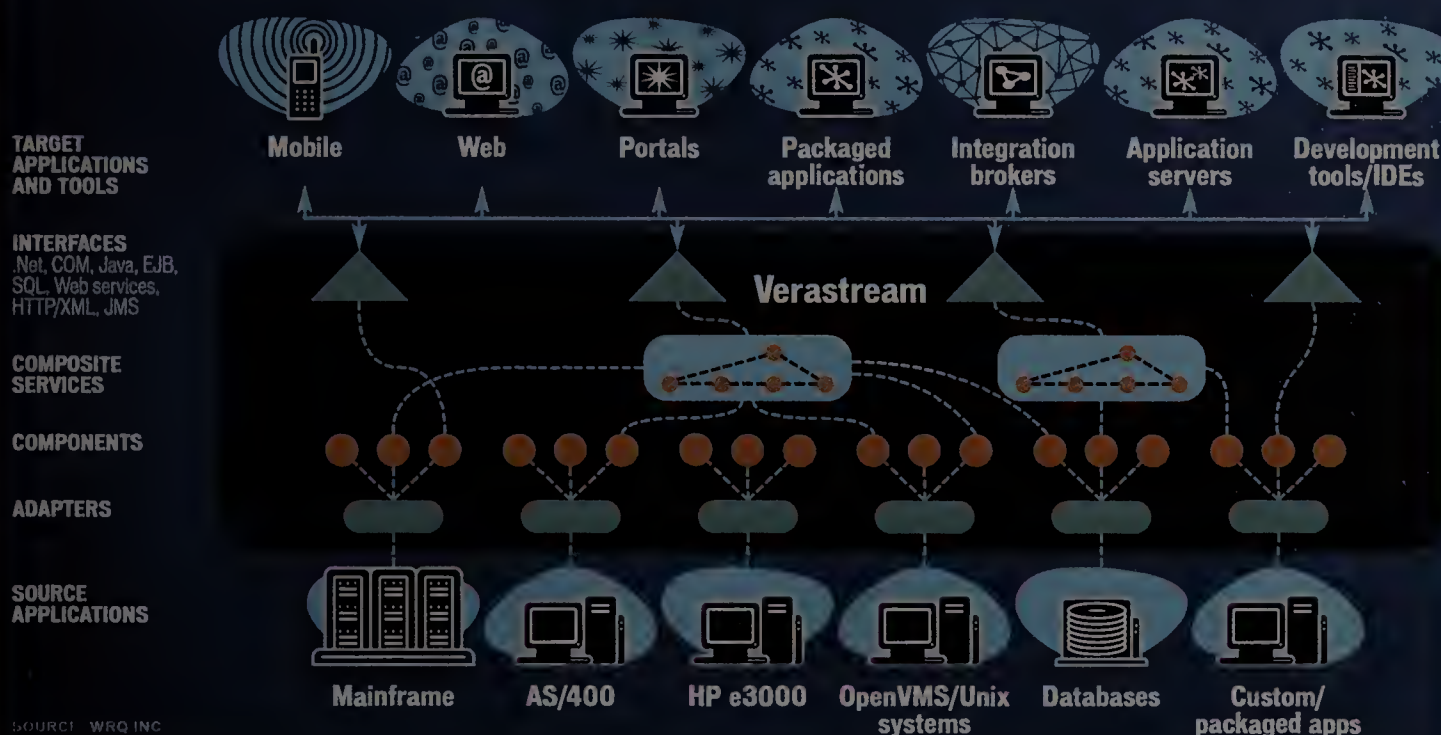 TARGET
APPLICATIONS
AND TOOLS
Mobile
Web
Portals
Packaged
applications
Integration
brokers
Application
servers
Development
tools/IDEs
INTERFACES
.Net, COM, Java, EJB,
SQL, Web services,
HTTP/XML, JMS
Verastream
COMPOSITE
SERVICES
COMPONENTS
ADAPTERS
SOURCE
APPLICATIONS
Mainframe
AS/400
HP e3000
OpenVMS/Unix
systems
Databases
Custom/
packaged apps
SOURCE WRQ INC
@
@
@
@
@
@
@
@
@
@
@